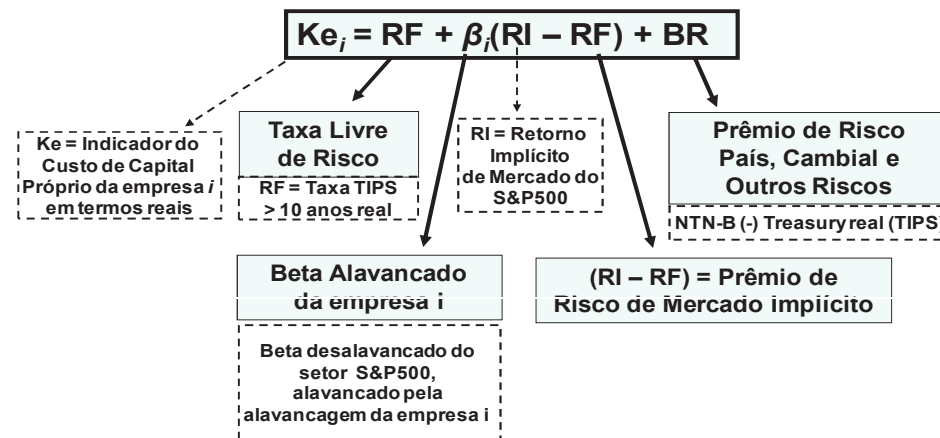 Ke𝑖 = RF + β𝑖(RI – RF) + BR
Ke = Indicador do
Custo de Capital
Próprio da empresa i
em termos reais
Taxa Livre
de Risco
RF = Taxa TIPS
> 10 anos real
RI = Retorno
Implícito
de Mercado do
S&P500
Prêmio de Risco
País, Cambial e
Outros Riscos
NTN-B (-) Treasury real (TIPS)
Beta Alavancado
da empresa i
Beta desalavancado do
setor S&P500,
alavancado pela
alavancagem da empresa i
(RI – RF) = Prêmio de
Risco de Mercado Implícito